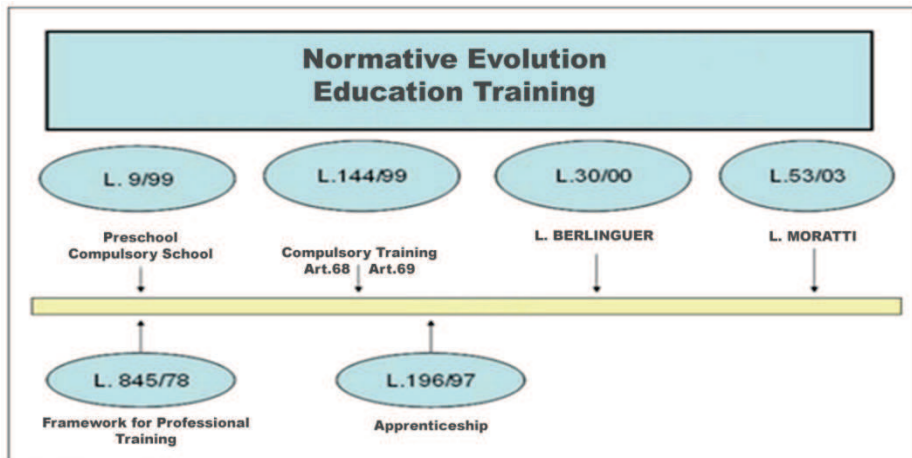 Normative Evolution
Education Training
L. 9/99
L.144/99
L.30/00
L.53/03
Preschool
Compulsory School
Compulsory Training
Art.68 Art.69
L. BERLINGUER
L. MORATTI
L. 845/78
L.196/97
Framework for Professional
Training
Apprenticeship